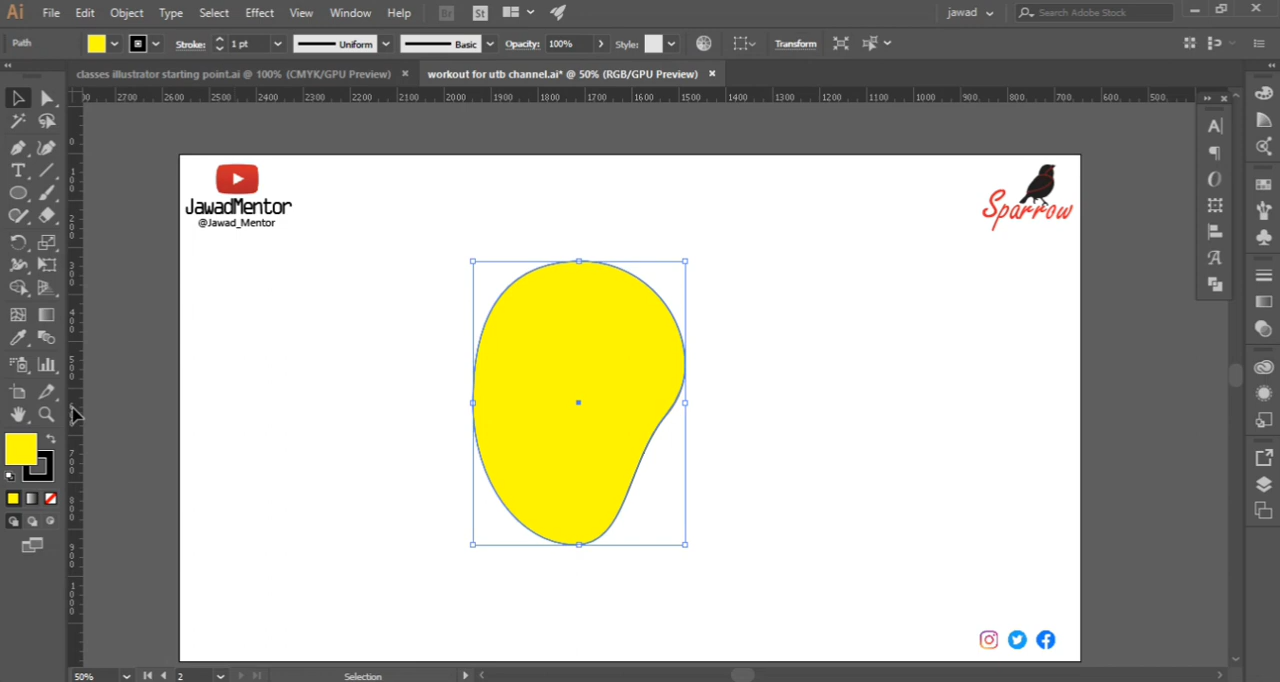 Ai File Edit Object Type Select Effect View Window Help Br St jawad Search Adobe Stock
Path Stroke: 1 pt Uniform Basic Opacity: 100% Style: Transform
classes illustrator starting point.ai @ 100% (CMYK/GPU Preview) × workout for utb channel.ai* @ 50% (RGB/GPU Preview) ×
2700 2600 2500 2400 2300 2200 2100 2000 1900 1800 1700 1600 1500 1400 1300 1200 1100 1000 900 800 700 600 500
JawadMentor
@Jawad_Mentor
Sparrow
50% 2 Selection